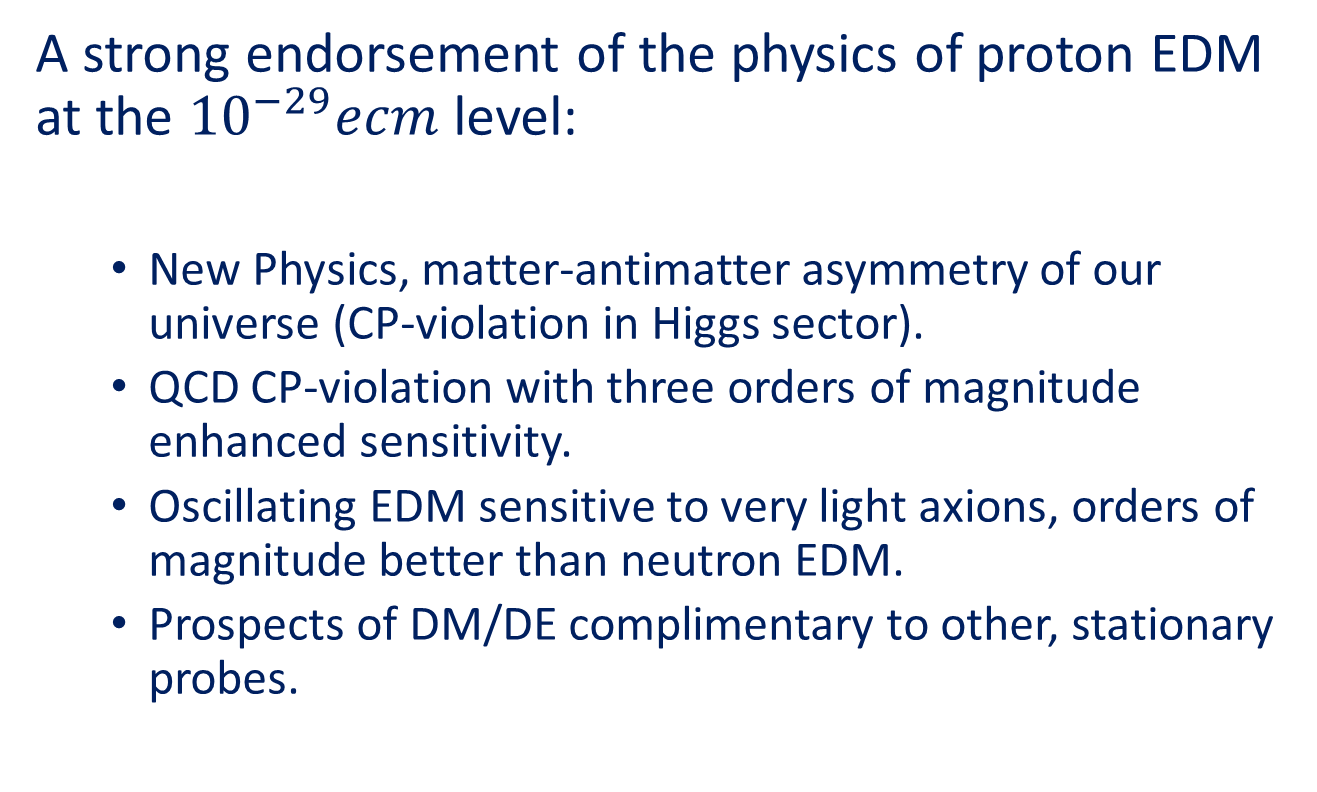 A strong endorsement of the physics of proton EDM
at the 10⁻²⁹ecm level:
• New Physics, matter-antimatter asymmetry of our
universe (CP-violation in Higgs sector).
• QCD CP-violation with three orders of magnitude
enhanced sensitivity.
• Oscillating EDM sensitive to very light axions, orders of
magnitude better than neutron EDM.
• Prospects of DM/DE complimentary to other, stationary
probes.